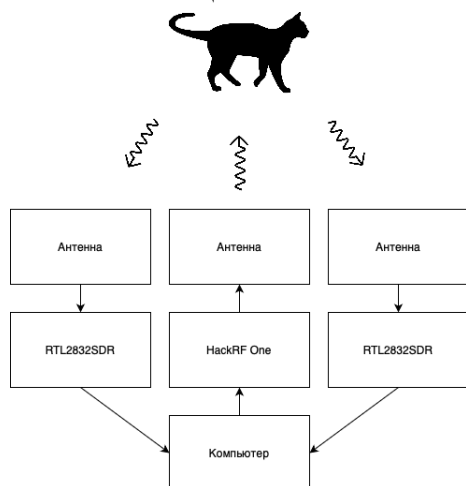 Антенна
Антенна
Антенна
RTL2832SDR
HackRF One
RTL2832SDR
Компьютер